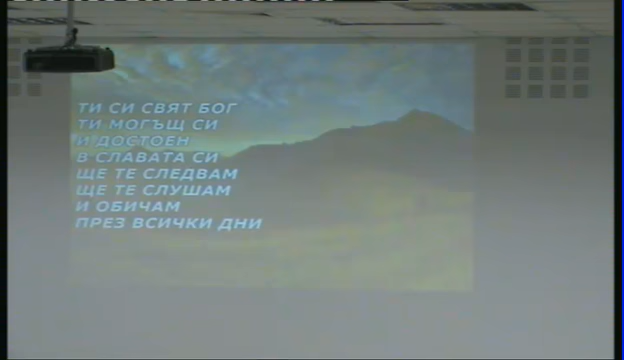 ТИ СИ СВЯТ БОГ
ТИ МОГЪЩ СИ
И ДОСТОЕН
В СЛАВАТА СИ
ЩЕ ТЕ СЛЕДВАМ
ЩЕ ТЕ СЛУШАМ
И ОБИЧАМ
ПРЕЗ ВСИЧКИ ДНИ